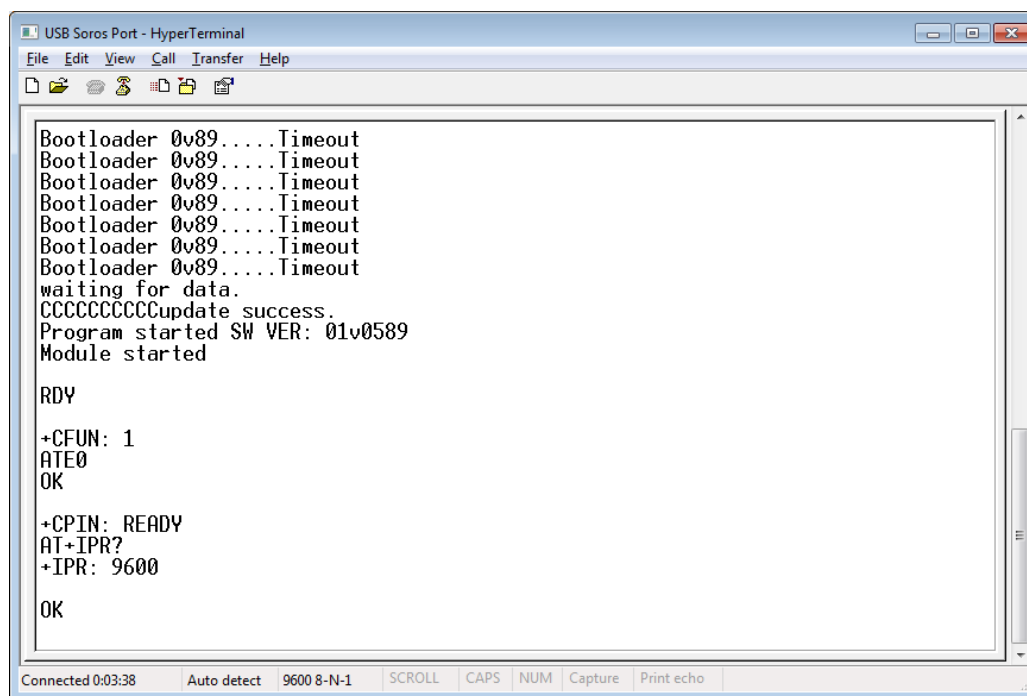 USB Soros Port - HyperTerminal
File Edit View Call Transfer Help
Bootloader 0v89.....Timeout
Bootloader 0v89.....Timeout
Bootloader 0v89.....Timeout
Bootloader 0v89.....Timeout
Bootloader 0v89.....Timeout
Bootloader 0v89.....Timeout
Bootloader 0v89.....Timeout
waiting for data.
CCCCCCCCCCupdate success.
Program started SW VER: 01v0589
Module started
RDY
+CFUN: 1
ATE0
OK
+CPIN: READY
AT+IPR?
+IPR: 9600
OK
Connected 0:03:38 Auto detect 9600 8-N-1 SCROLL CAPS NUM Capture Print echo